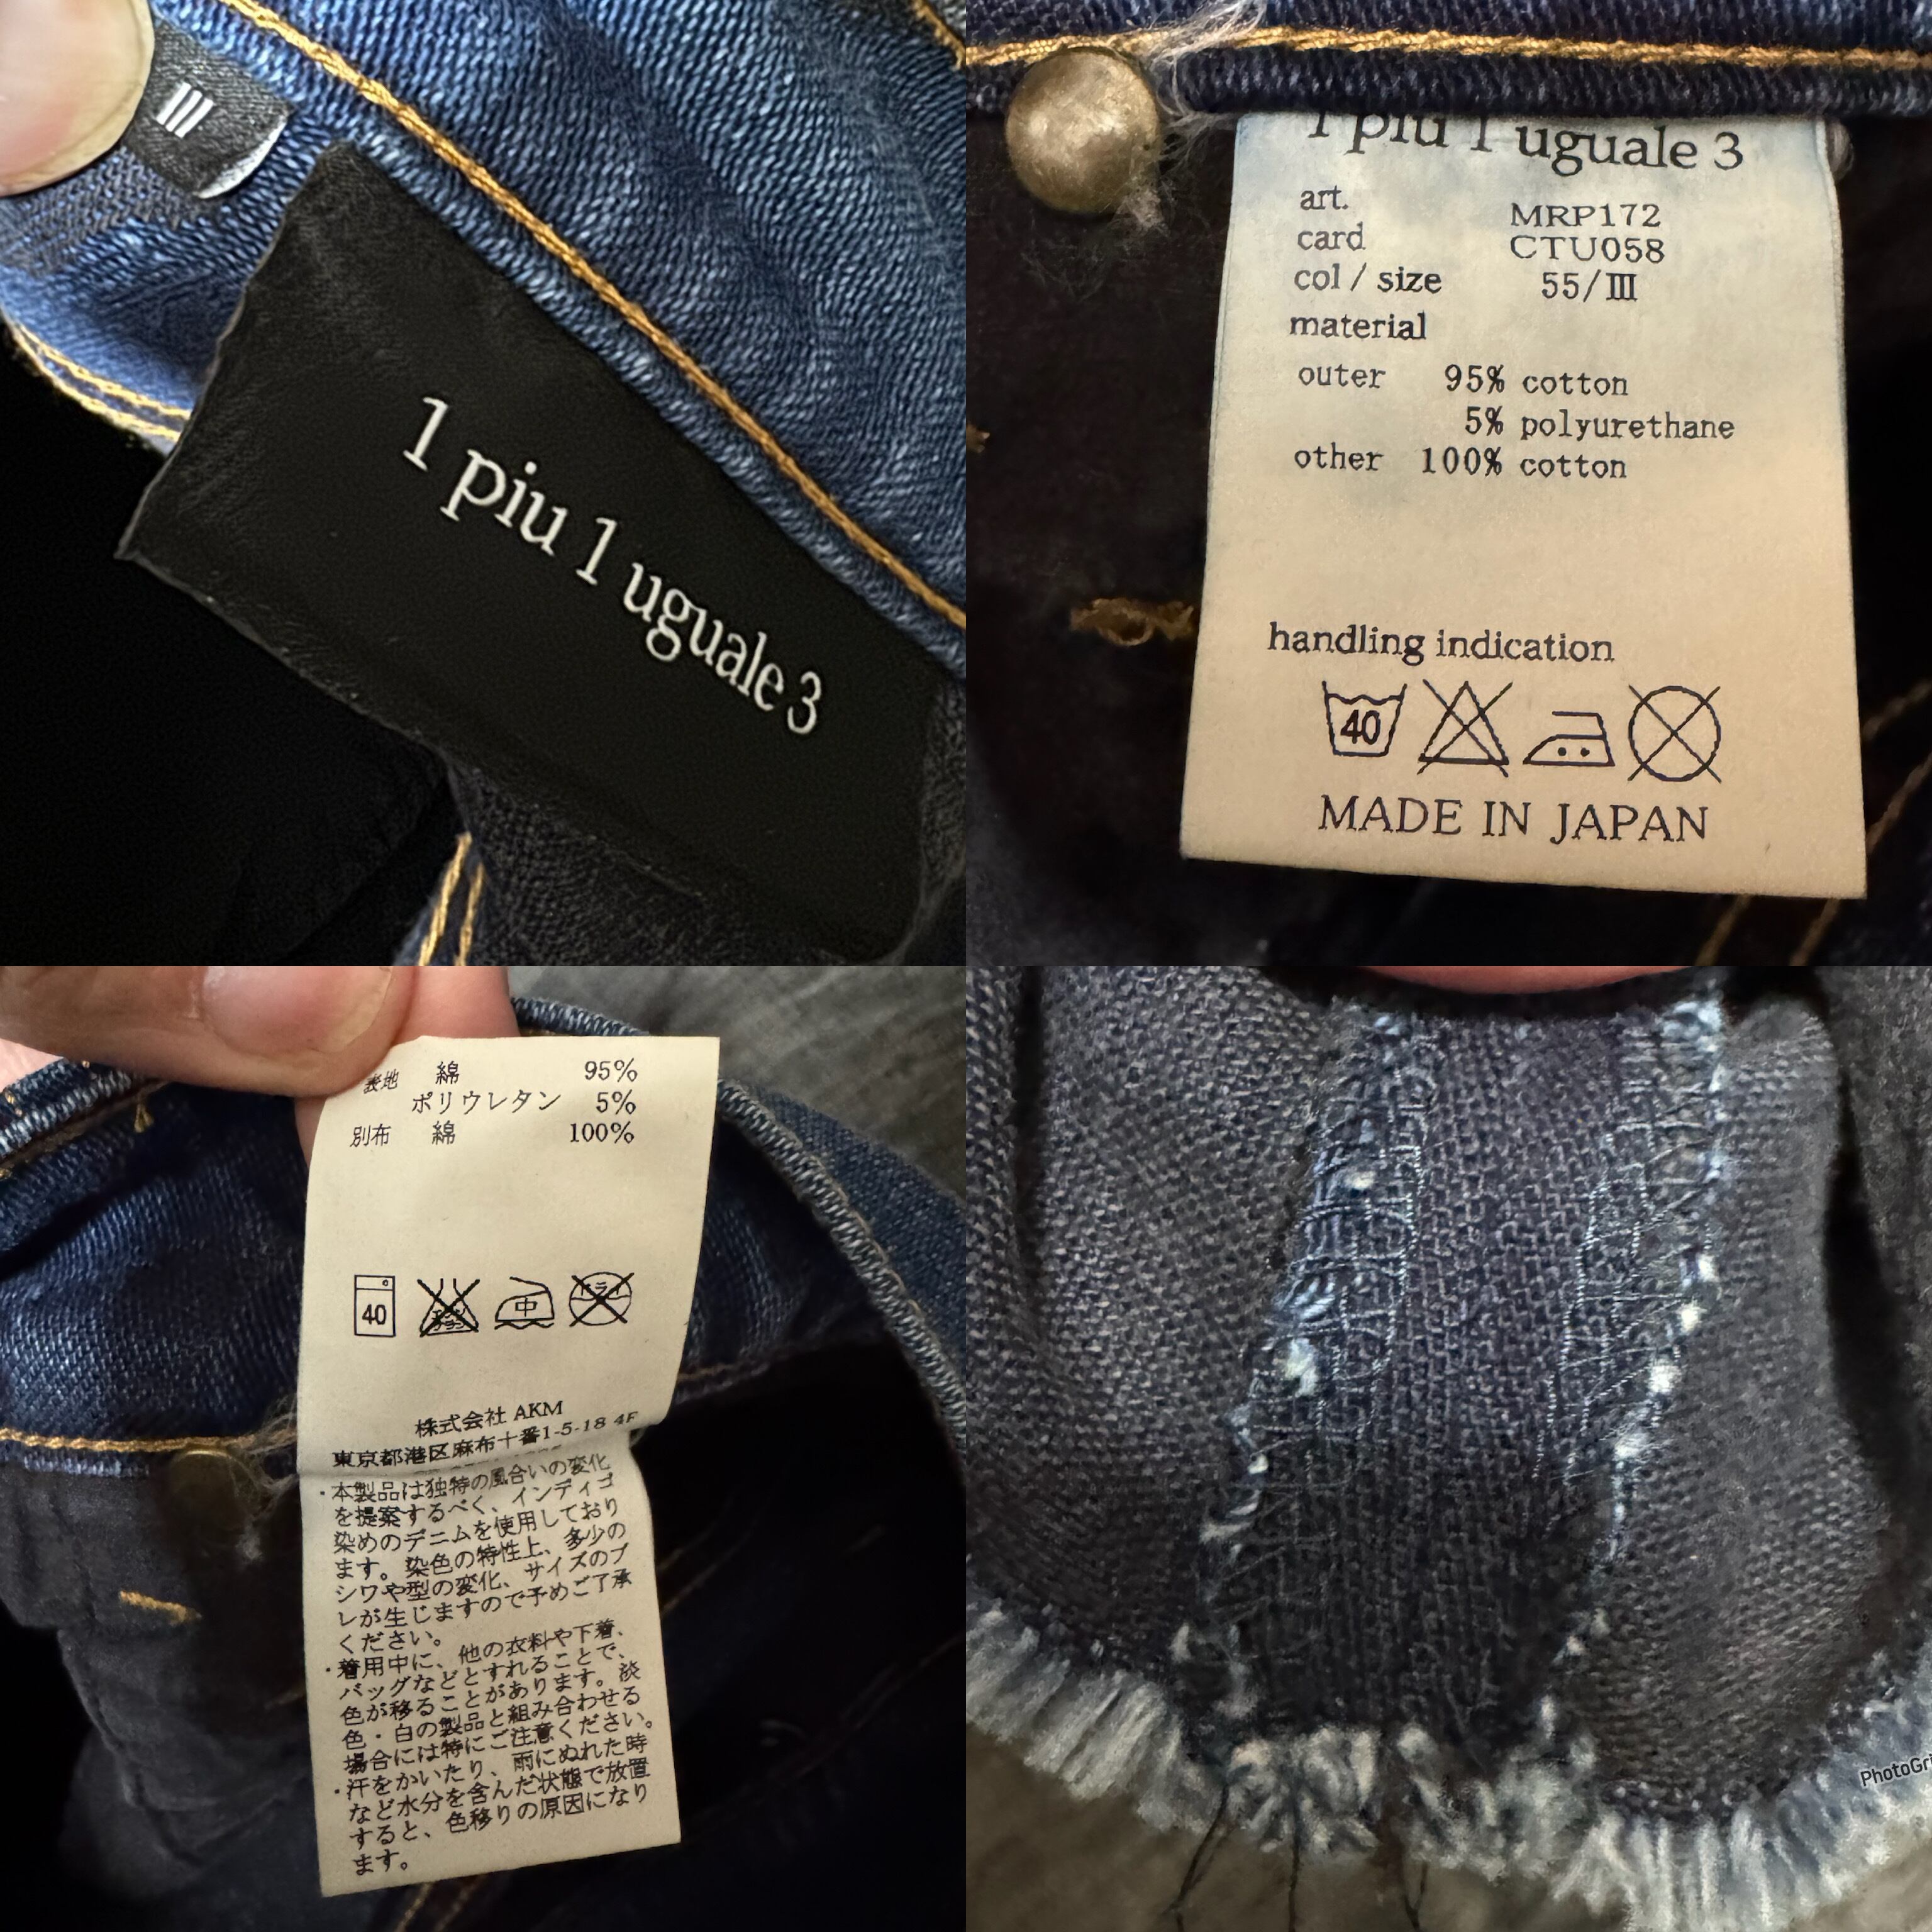 III
1 piu 1 uguale 3
1 piu 1 uguale 3
art. MRP172
card CTU058
col / size 55/III
material
outer 95% cotton
5% polyurethane
other 100% cotton
handling indication
40
MADE IN JAPAN
表地 綿 95%
ポリウレタン 5%
別布 綿 100%
40 中 ドライ
株式会社 AKM
東京都港区麻布十番1-5-18 4F
・本製品は独特の風合いの変化
を提案するべく、インディゴ
染めのデニムを使用しており
ます。染色の特性上、多少の
シワや型の変化、サイズのブ
レが生じますので予めご了承
ください。
・着用中に、他の衣料や下着、
バッグなどとすれることで、
色が移ることがあります。淡
色・白の製品と組み合わせる
場合には特にご注意ください。
・汗をかいたり、雨にぬれた時
など水分を含んだ状態で放置
すると、色移りの原因になり
ます。
PhotoGri